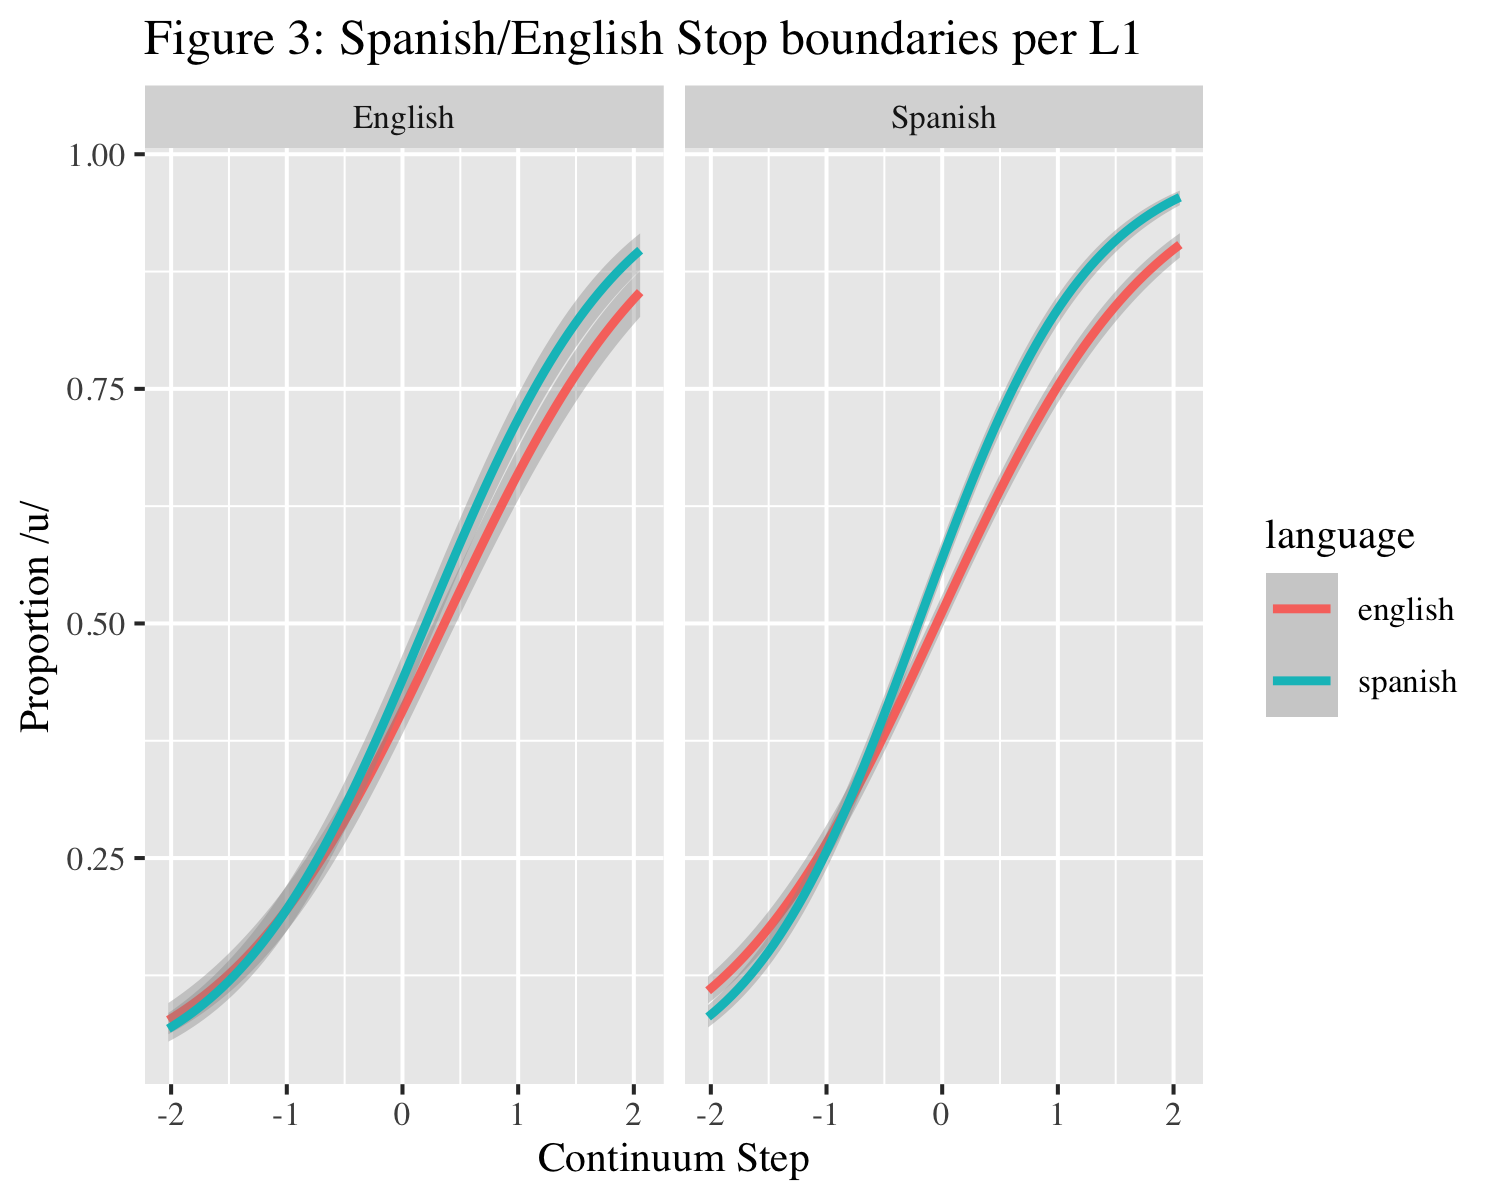 Figure 3: Spanish/English Stop boundaries per L1
English
Spanish
1.00
0.75
0.50
0.25
Proportion /u/
-2 -1 0 1 2
-2 -1 0 1 2
Continuum Step
language
english
spanish